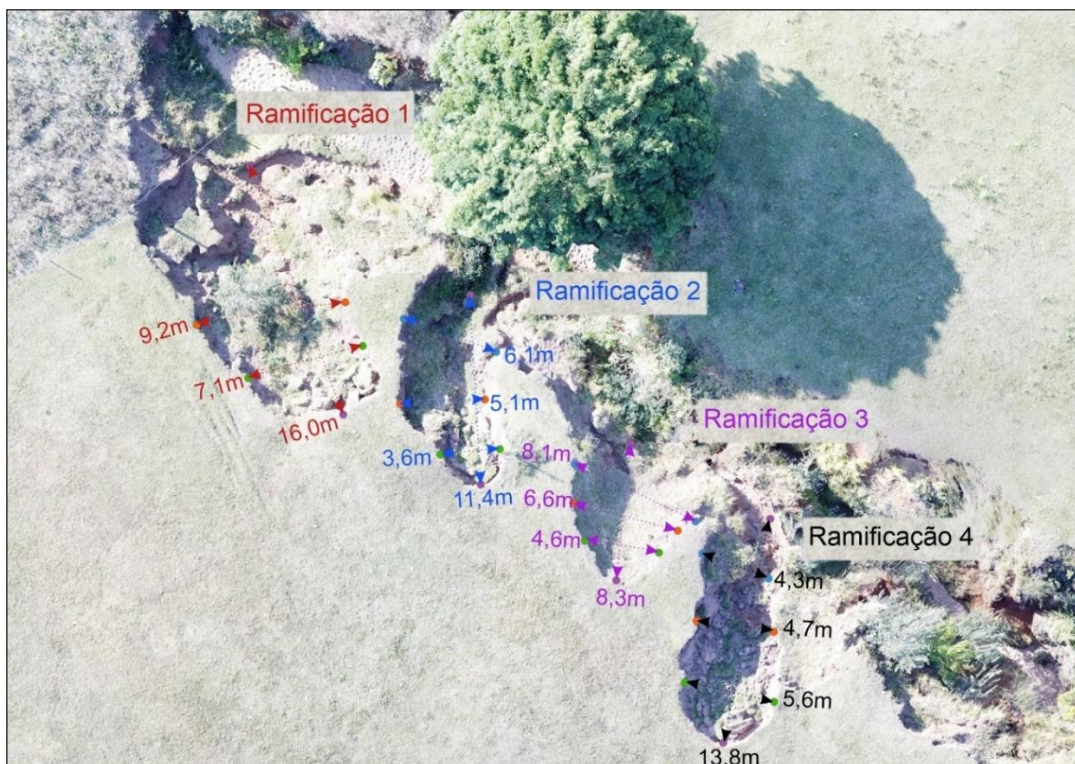 Ramificação 1
9,2m
7,1m
16,0m
Ramificação 2
6,1m
5,1m
3,6m
11,4m
Ramificação 3
8,1m
6,6m
4,6m
8,3m
Ramificação 4
4,3m
4,7m
5,6m
13,8m